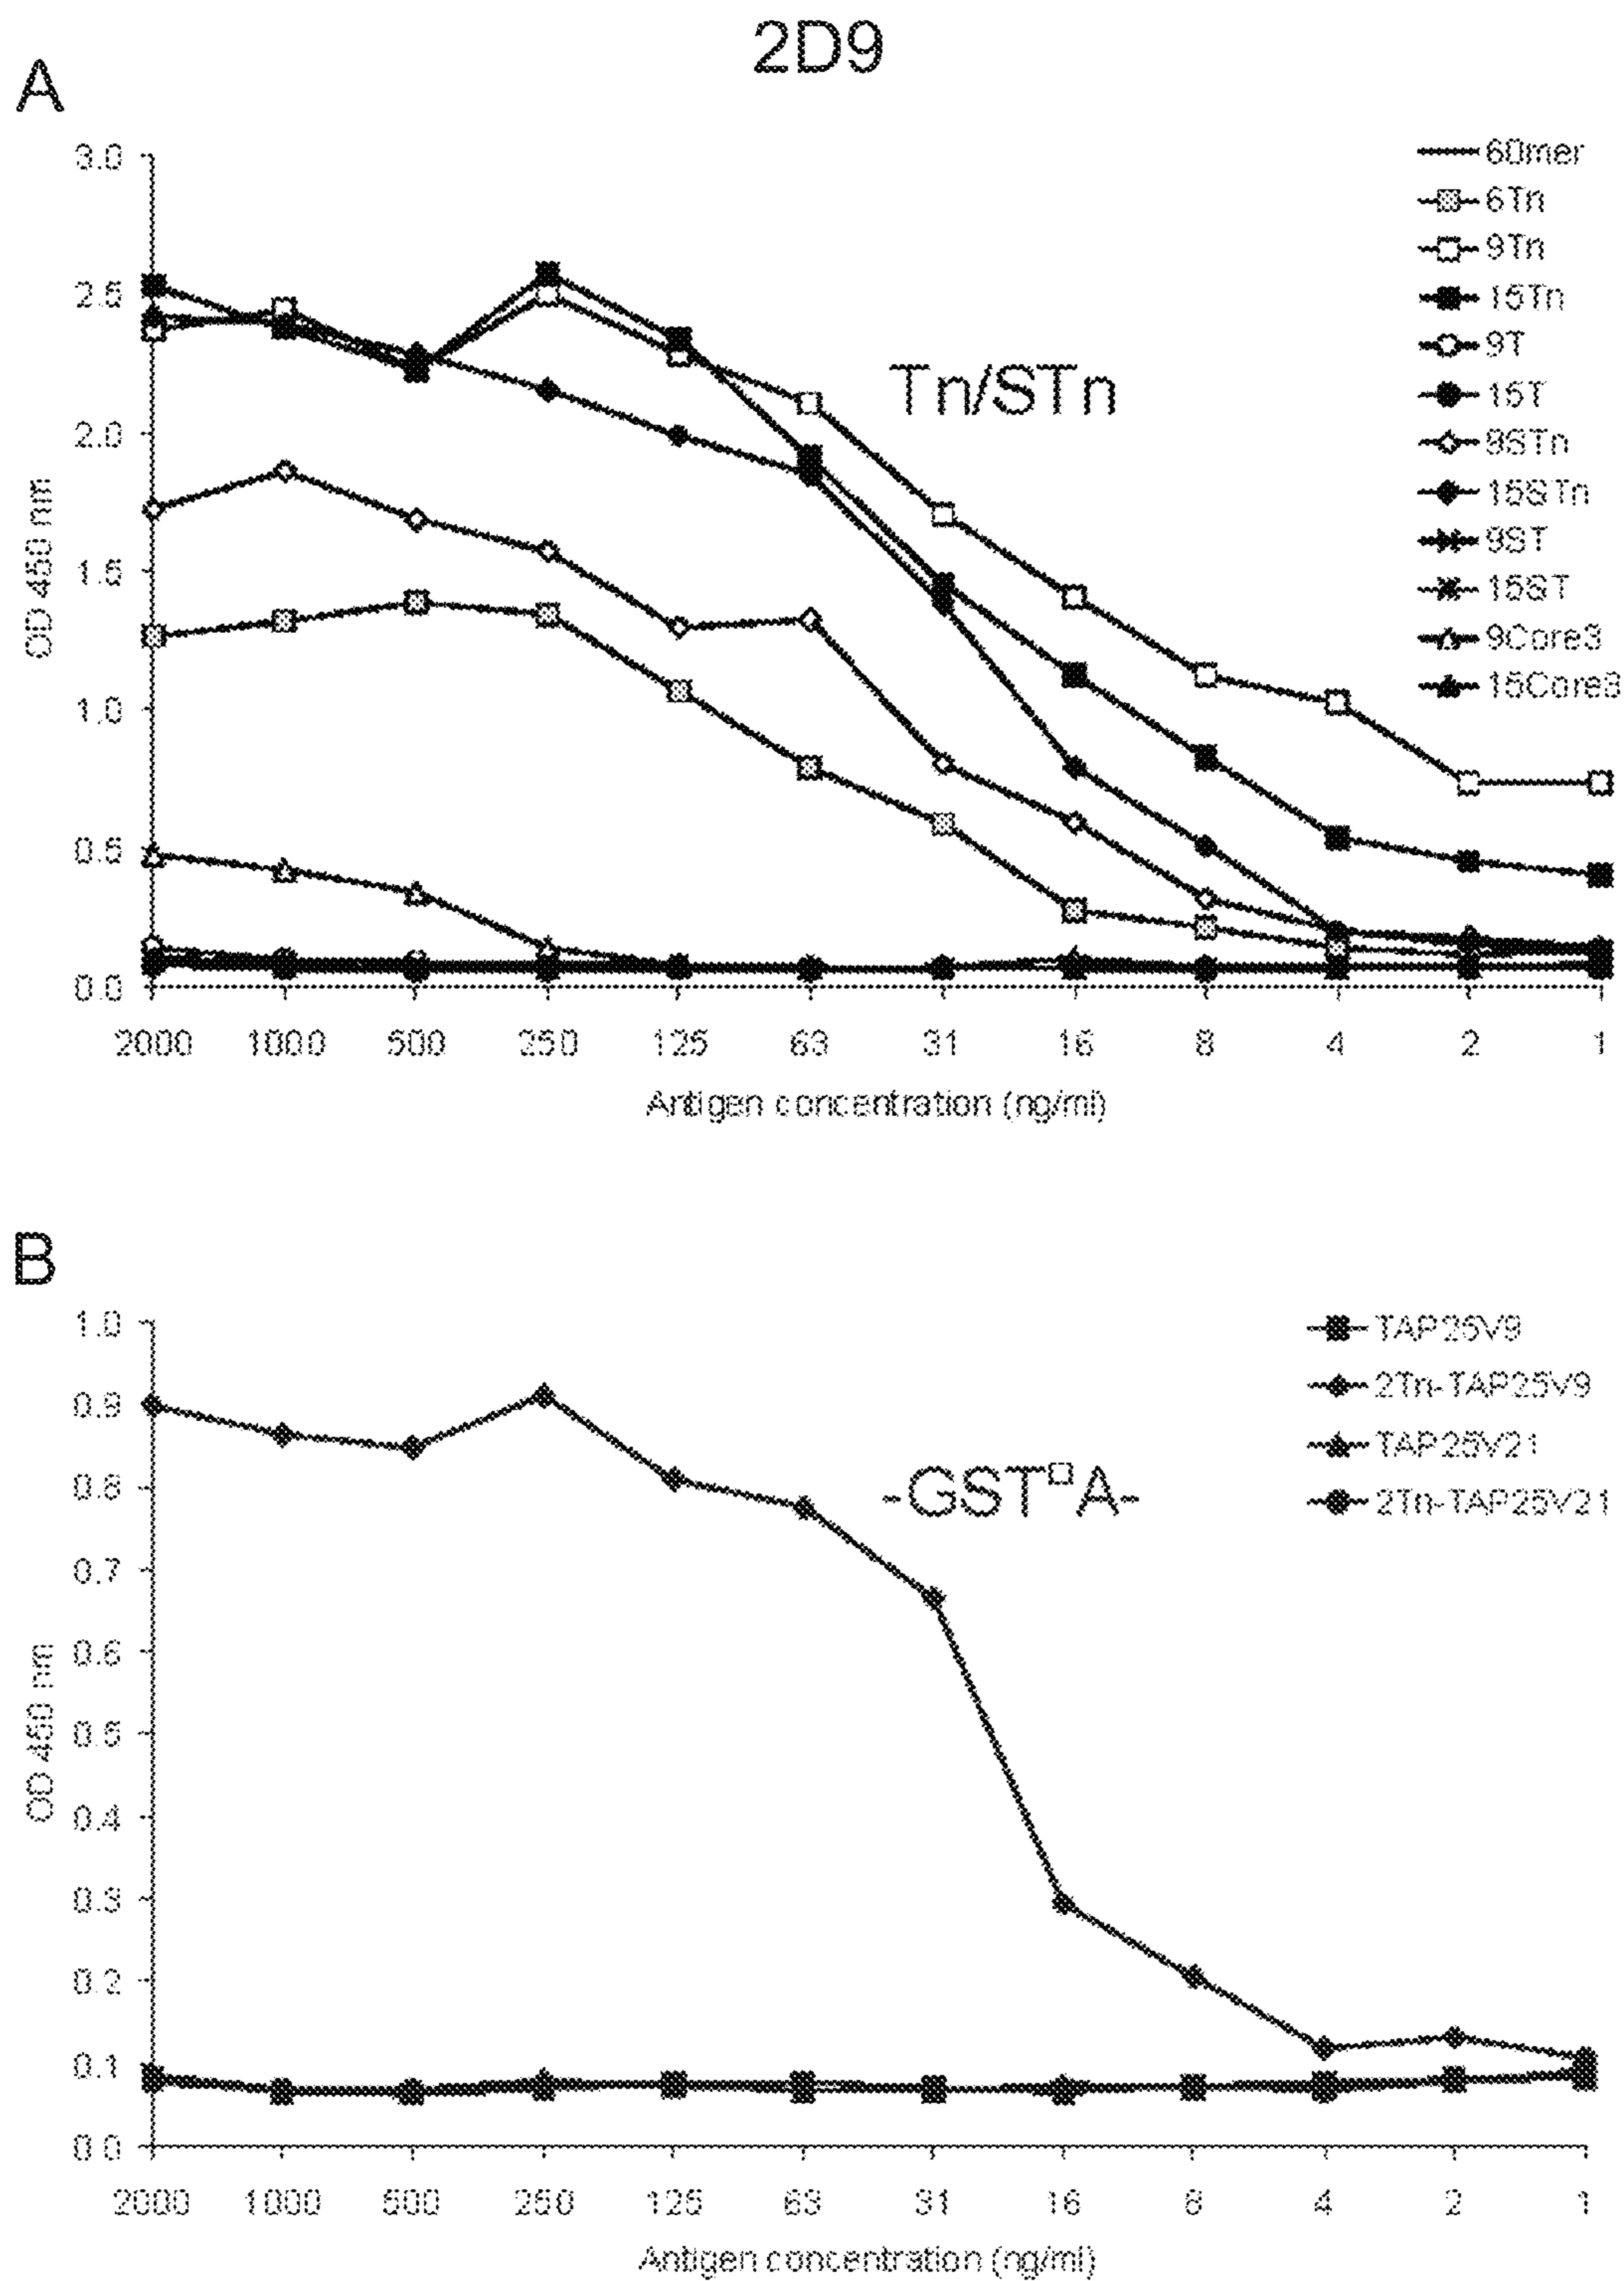 2D9
A
3.0
2.5
2.0
1.5
1.0
0.5
0.0
OD 450 nm
Tn/STn
60mer
6Tn
9Tn
15Tn
9T
15T
9STn
15STn
9ST
15ST
9Core3
15Core3
2000 1000 500 250 125 63 31 16 8 4 2 1
Antigen concentration (ng/ml)
B
1.0
0.9
0.8
0.7
0.6
0.5
0.4
0.3
0.2
0.1
0.0
OD 450 nm
-GST□A-
TAP25V9
2Tn-TAP25V9
TAP25V21
2Tn-TAP25V21
2000 1000 500 250 125 63 31 16 8 4 2 1
Antigen concentration (ng/ml)